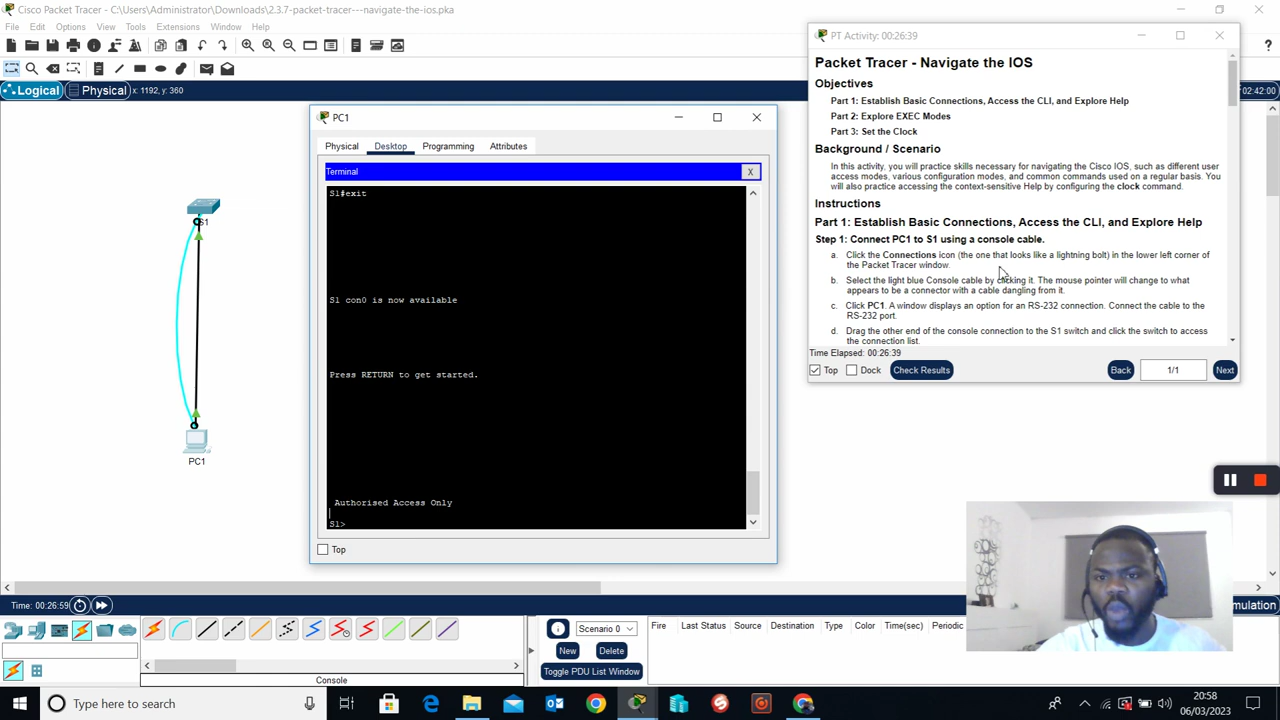 Cisco Packet Tracer - C:\Users\Administrator\Downloads\2.3.7-packet-tracer---navigate-the-ios.pka
File Edit Options View Tools Extensions Window Help
Logical Physical x: 1192, y: 360
02:42:00
S1
PC1
PC1
Physical Desktop Programming Attributes
Terminal X
S1#exit
S1 con0 is now available
Press RETURN to get started.
Authorised Access Only
S1>
Top
PT Activity: 00:26:39
Packet Tracer - Navigate the IOS
Objectives
Part 1: Establish Basic Connections, Access the CLI, and Explore Help
Part 2: Explore EXEC Modes
Part 3: Set the Clock
Background / Scenario
In this activity, you will practice skills necessary for navigating the Cisco IOS, such as different user
access modes, various configuration modes, and common commands used on a regular basis. You
will also practice accessing the context-sensitive Help by configuring the clock command.
Instructions
Part 1: Establish Basic Connections, Access the CLI, and Explore Help
Step 1: Connect PC1 to S1 using a console cable.
a. Click the Connections icon (the one that looks like a lightning bolt) in the lower left corner of
the Packet Tracer window.
b. Select the light blue Console cable by clicking it. The mouse pointer will change to what
appears to be a connector with a cable dangling from it.
c. Click PC1. A window displays an option for an RS-232 connection. Connect the cable to the
RS-232 port.
d. Drag the other end of the console connection to the S1 switch and click the switch to access
the connection list.
Time Elapsed: 00:26:39
Top Dock Check Results Back 1/1 Next
Time: 00:26:59
mulation
Scenario 0
New Delete
Toggle PDU List Window
Fire Last Status Source Destination Type Color Time(sec) Periodic
Console
Type here to search
20:58
06/03/2023